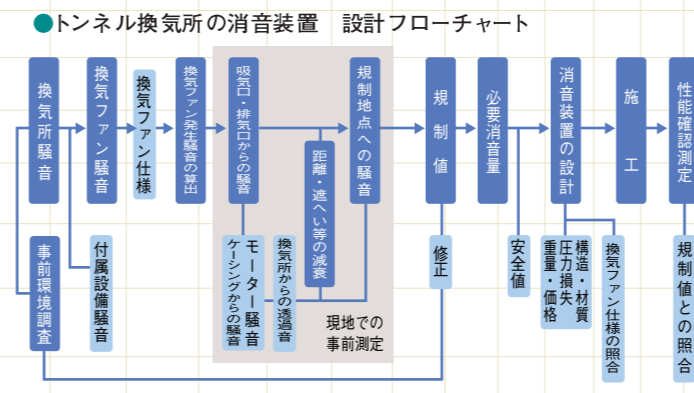 ●トンネル換気所の消音装置　設計フローチャート
換気所騒音
換気ファン騒音
換気ファン仕様
換気ファン発生騒音の算出
吸気口・排気口からの騒音
距離・遮へい等の減衰
規制地点への騒音
規制値
必要消音量
消音装置の設計
施工
性能確認測定
事前環境調査
付属設備騒音
モーター騒音
ケーシングからの騒音
換気所からの透過音
現地での
事前測定
修正
安全値
構造・材質
圧力損失
重量・価格
換気ファン仕様の照合
規制値との照合